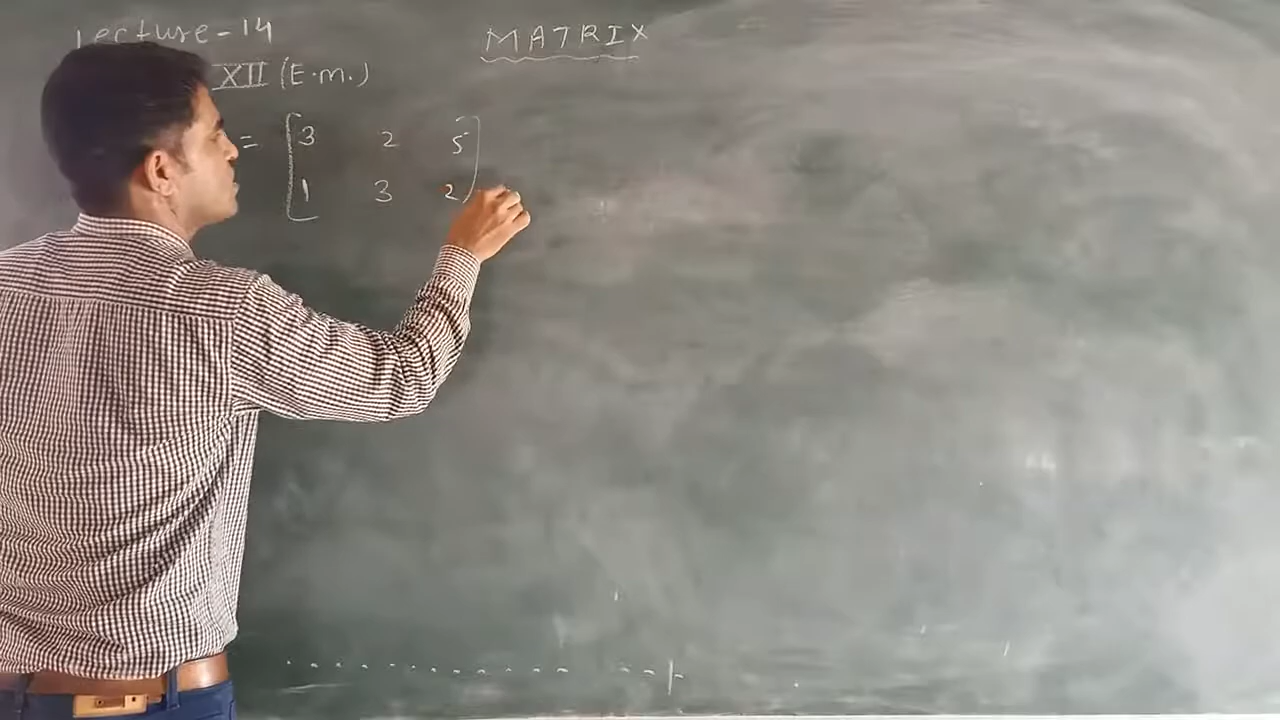 Lecture-14
MATRIX
XII (E.m.)
= [3 2 5
1 3 2]